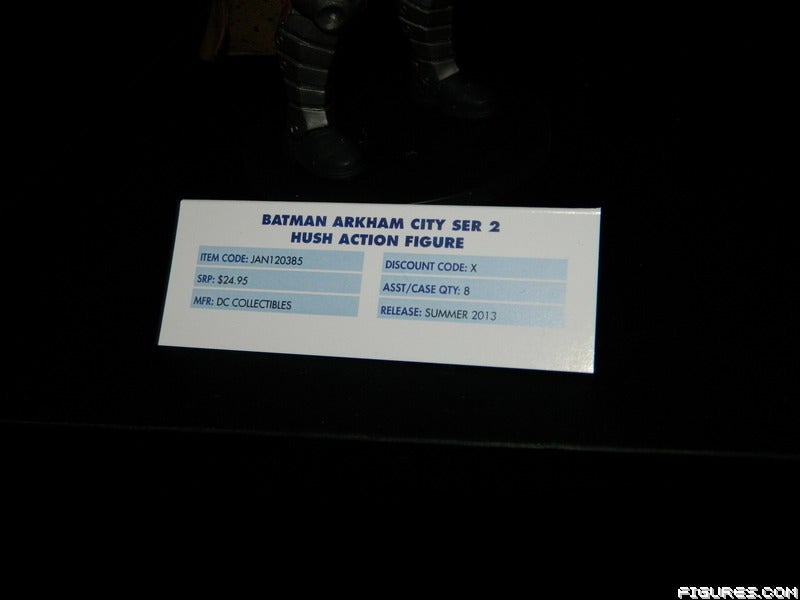 BATMAN ARKHAM CITY SER 2
HUSH ACTION FIGURE
ITEM CODE: JAN120385
SRP: $24.95
MFR: DC COLLECTIBLES
DISCOUNT CODE: X
ASST/CASE QTY: 8
RELEASE: SUMMER 2013
FIGURES.COM